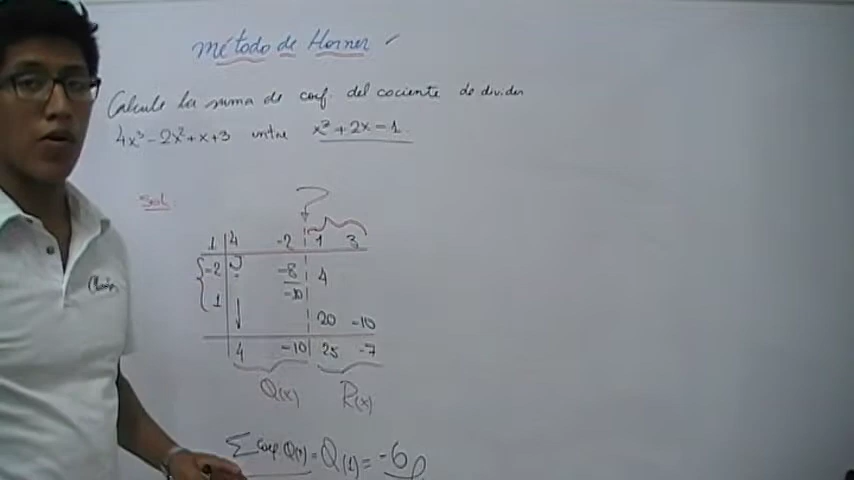 Método de Horner
Calcule la suma de coef. del cociente de dividir
4x³ - 2x² + x + 3 entre x² + 2x - 1.
Sol.
1 4 -2 1 3
-2 -8 4
1 -10
20 -10
4 -10 25 -7
Q(x) R(x)
Σ coef. Q(x) = Q(1) = -6